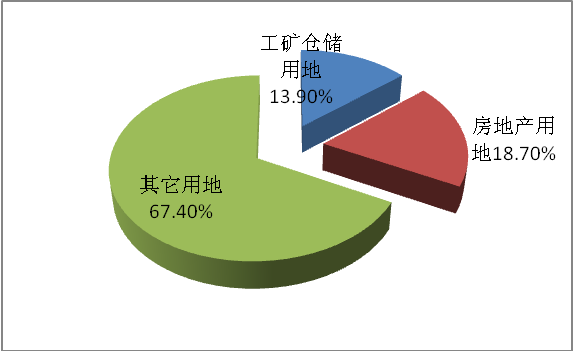 工矿仓储
用地
13.90%
房地产用
地18.70%
其它用地
67.40%